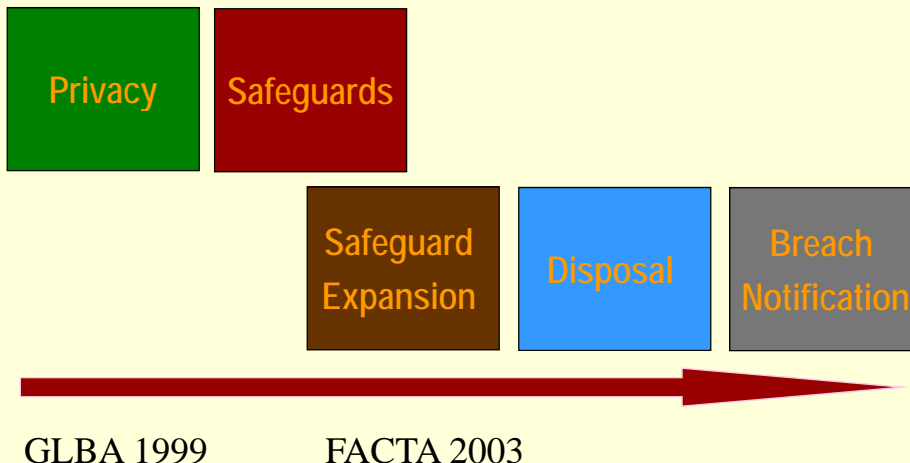 Privacy
Safeguards
Safeguard
Expansion
Disposal
Breach
Notification
GLBA 1999
FACTA 2003